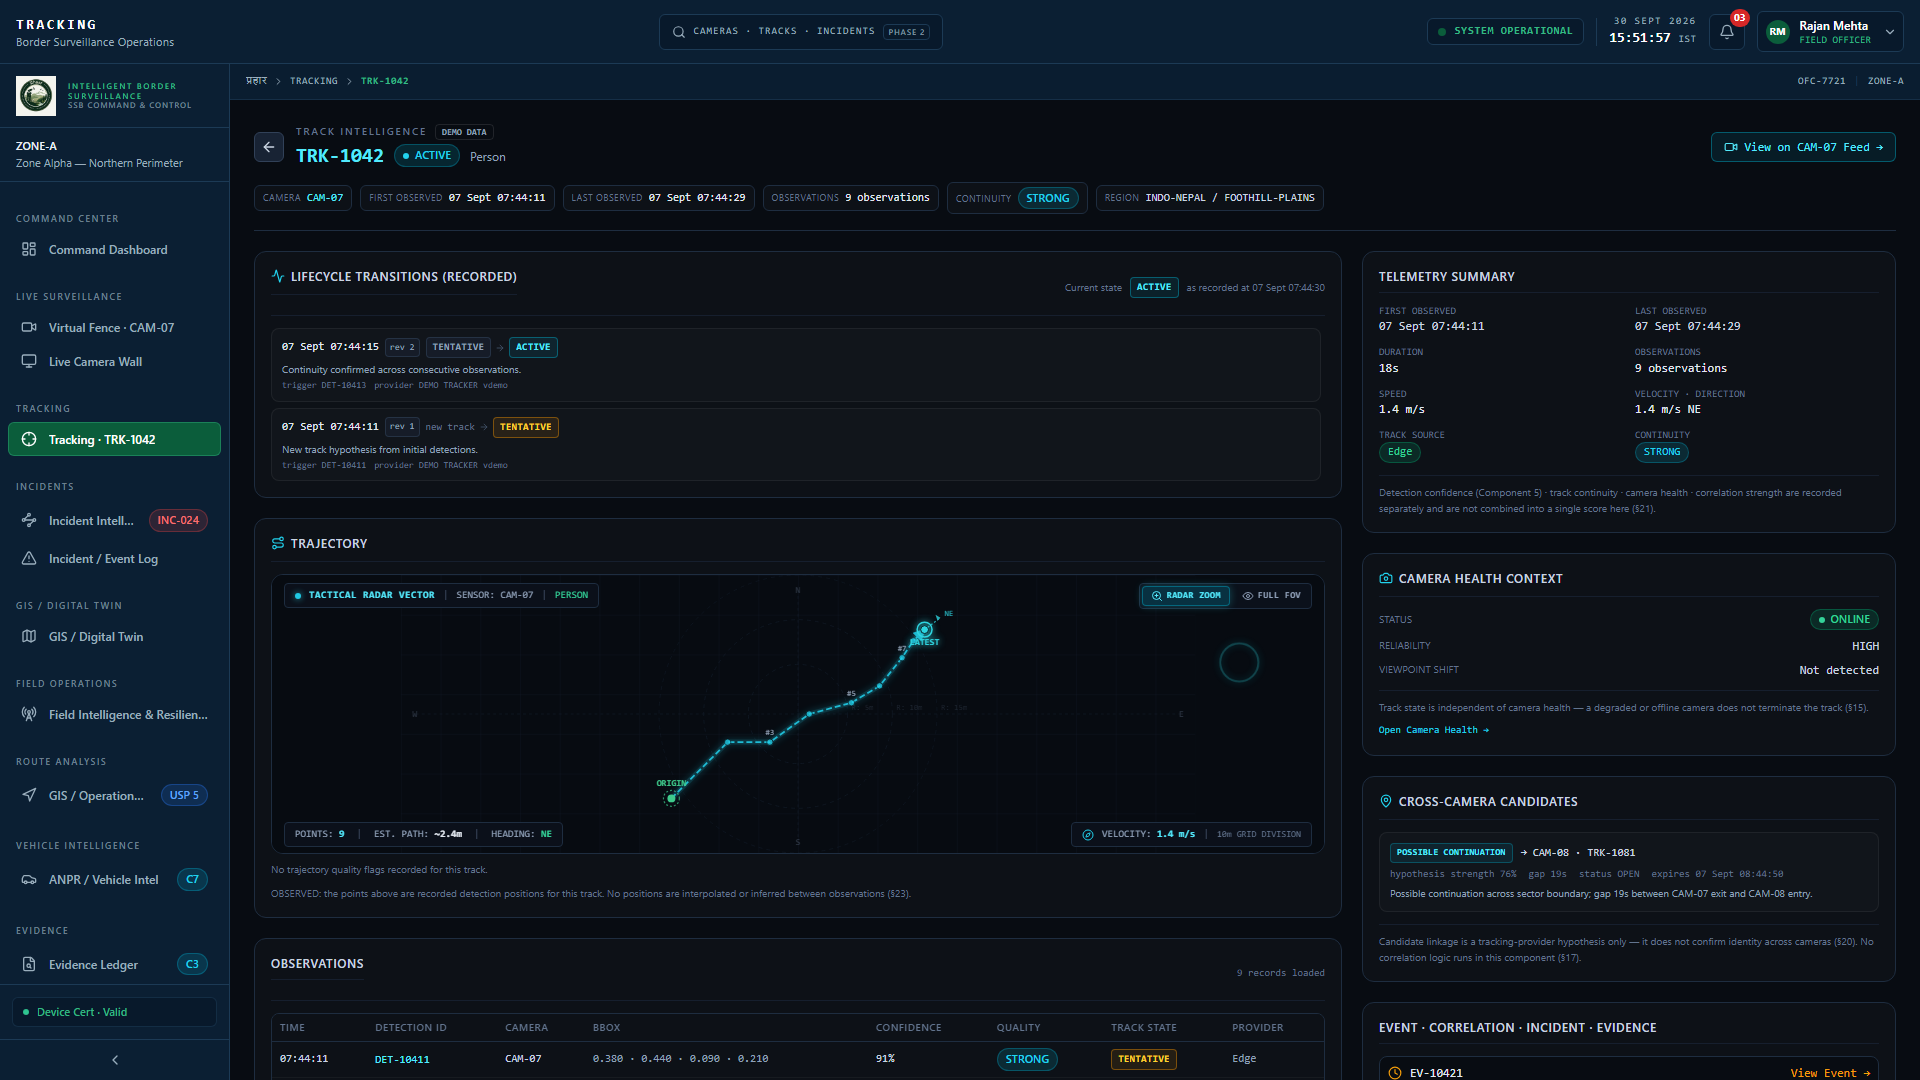 TRACKING
Border Surveillance Operations
CAMERAS · TRACKS · INCIDENTS PHASE 2
SYSTEM OPERATIONAL
30 SEPT 2026
15:51:57 IST
03
RM
Rajan Mehta
FIELD OFFICER
INTELLIGENT BORDER
SURVEILLANCE
SSB COMMAND & CONTROL
प्रहार > TRACKING > TRK-1042
OFC-7721 | ZONE-A
ZONE-A
Zone Alpha — Northern Perimeter
COMMAND CENTER
Command Dashboard
LIVE SURVEILLANCE
Virtual Fence · CAM-07
Live Camera Wall
TRACKING
Tracking · TRK-1042
INCIDENTS
Incident Intell... INC-024
Incident / Event Log
GIS / DIGITAL TWIN
GIS / Digital Twin
FIELD OPERATIONS
Field Intelligence & Resilien...
ROUTE ANALYSIS
GIS / Operation... USP 5
VEHICLE INTELLIGENCE
ANPR / Vehicle Intel C7
EVIDENCE
Evidence Ledger C3
Device Cert · Valid
TRACK INTELLIGENCE DEMO DATA
TRK-1042 ACTIVE Person
View on CAM-07 Feed →
CAMERA CAM-07
FIRST OBSERVED 07 Sept 07:44:11
LAST OBSERVED 07 Sept 07:44:29
OBSERVATIONS 9 observations
CONTINUITY STRONG
REGION INDO-NEPAL / FOOTHILL-PLAINS
LIFECYCLE TRANSITIONS (RECORDED)
Current state ACTIVE as recorded at 07 Sept 07:44:30
07 Sept 07:44:15 rev 2 TENTATIVE → ACTIVE
Continuity confirmed across consecutive observations.
trigger DET-10413 provider DEMO TRACKER vdemo
07 Sept 07:44:11 rev 1 new track → TENTATIVE
New track hypothesis from initial detections.
trigger DET-10411 provider DEMO TRACKER vdemo
TRAJECTORY
TACTICAL RADAR VECTOR | SENSOR: CAM-07 | PERSON
RADAR ZOOM
FULL FOV
N
NE
LATEST
#7
#5
W
E
#3
ORIGIN
S
POINTS: 9 | EST. PATH: ~2.4m | HEADING: NE
VELOCITY: 1.4 m/s | 10m GRID DIVISION
No trajectory quality flags recorded for this track.
OBSERVED: the points above are recorded detection positions for this track. No positions are interpolated or inferred between observations (§23).
OBSERVATIONS
9 records loaded
TIME DETECTION ID CAMERA BBOX CONFIDENCE QUALITY TRACK STATE PROVIDER
07:44:11 DET-10411 CAM-07 0.380 · 0.440 · 0.090 · 0.210 91% STRONG TENTATIVE Edge
TELEMETRY SUMMARY
FIRST OBSERVED
07 Sept 07:44:11
LAST OBSERVED
07 Sept 07:44:29
DURATION
18s
OBSERVATIONS
9 observations
SPEED
1.4 m/s
VELOCITY · DIRECTION
1.4 m/s NE
TRACK SOURCE
Edge
CONTINUITY
STRONG
Detection confidence (Component 5) · track continuity · camera health · correlation strength are recorded
separately and are not combined into a single score here (§21).
CAMERA HEALTH CONTEXT
STATUS ONLINE
RELIABILITY HIGH
VIEWPOINT SHIFT Not detected
Track state is independent of camera health — a degraded or offline camera does not terminate the track (§15).
Open Camera Health →
CROSS-CAMERA CANDIDATES
POSSIBLE CONTINUATION → CAM-08 · TRK-1081
hypothesis strength 76% gap 19s status OPEN expires 07 Sept 08:44:50
Possible continuation across sector boundary; gap 19s between CAM-07 exit and CAM-08 entry.
Candidate linkage is a tracking-provider hypothesis only — it does not confirm identity across cameras (§20). No
correlation logic runs in this component (§17).
EVENT · CORRELATION · INCIDENT · EVIDENCE
EV-10421 View Event →